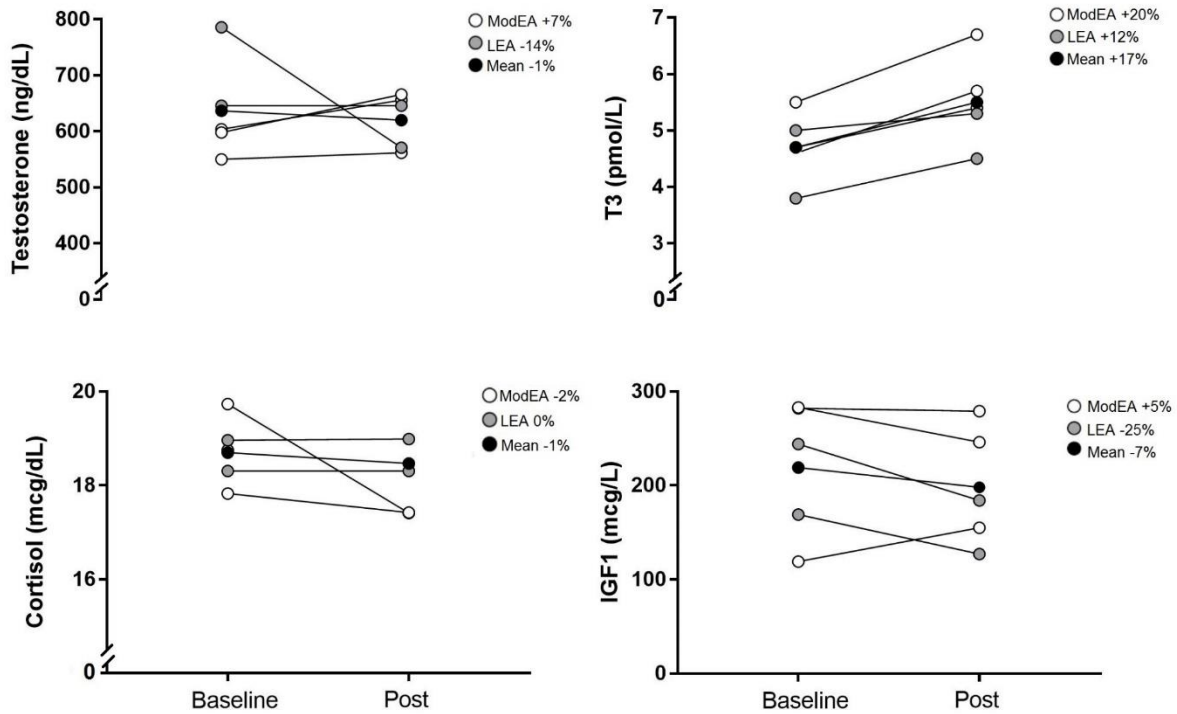 Testosterone (ng/dL)
800
700
600
500
400
0
ModEA +7%
LEA -14%
Mean -1%
T3 (pmol/L)
7
6
5
4
3
0
ModEA +20%
LEA +12%
Mean +17%
Cortisol (mcg/dL)
20
18
16
0
ModEA -2%
LEA 0%
Mean -1%
Baseline
Post
IGF1 (mcg/L)
300
200
100
0
ModEA +5%
LEA -25%
Mean -7%
Baseline
Post